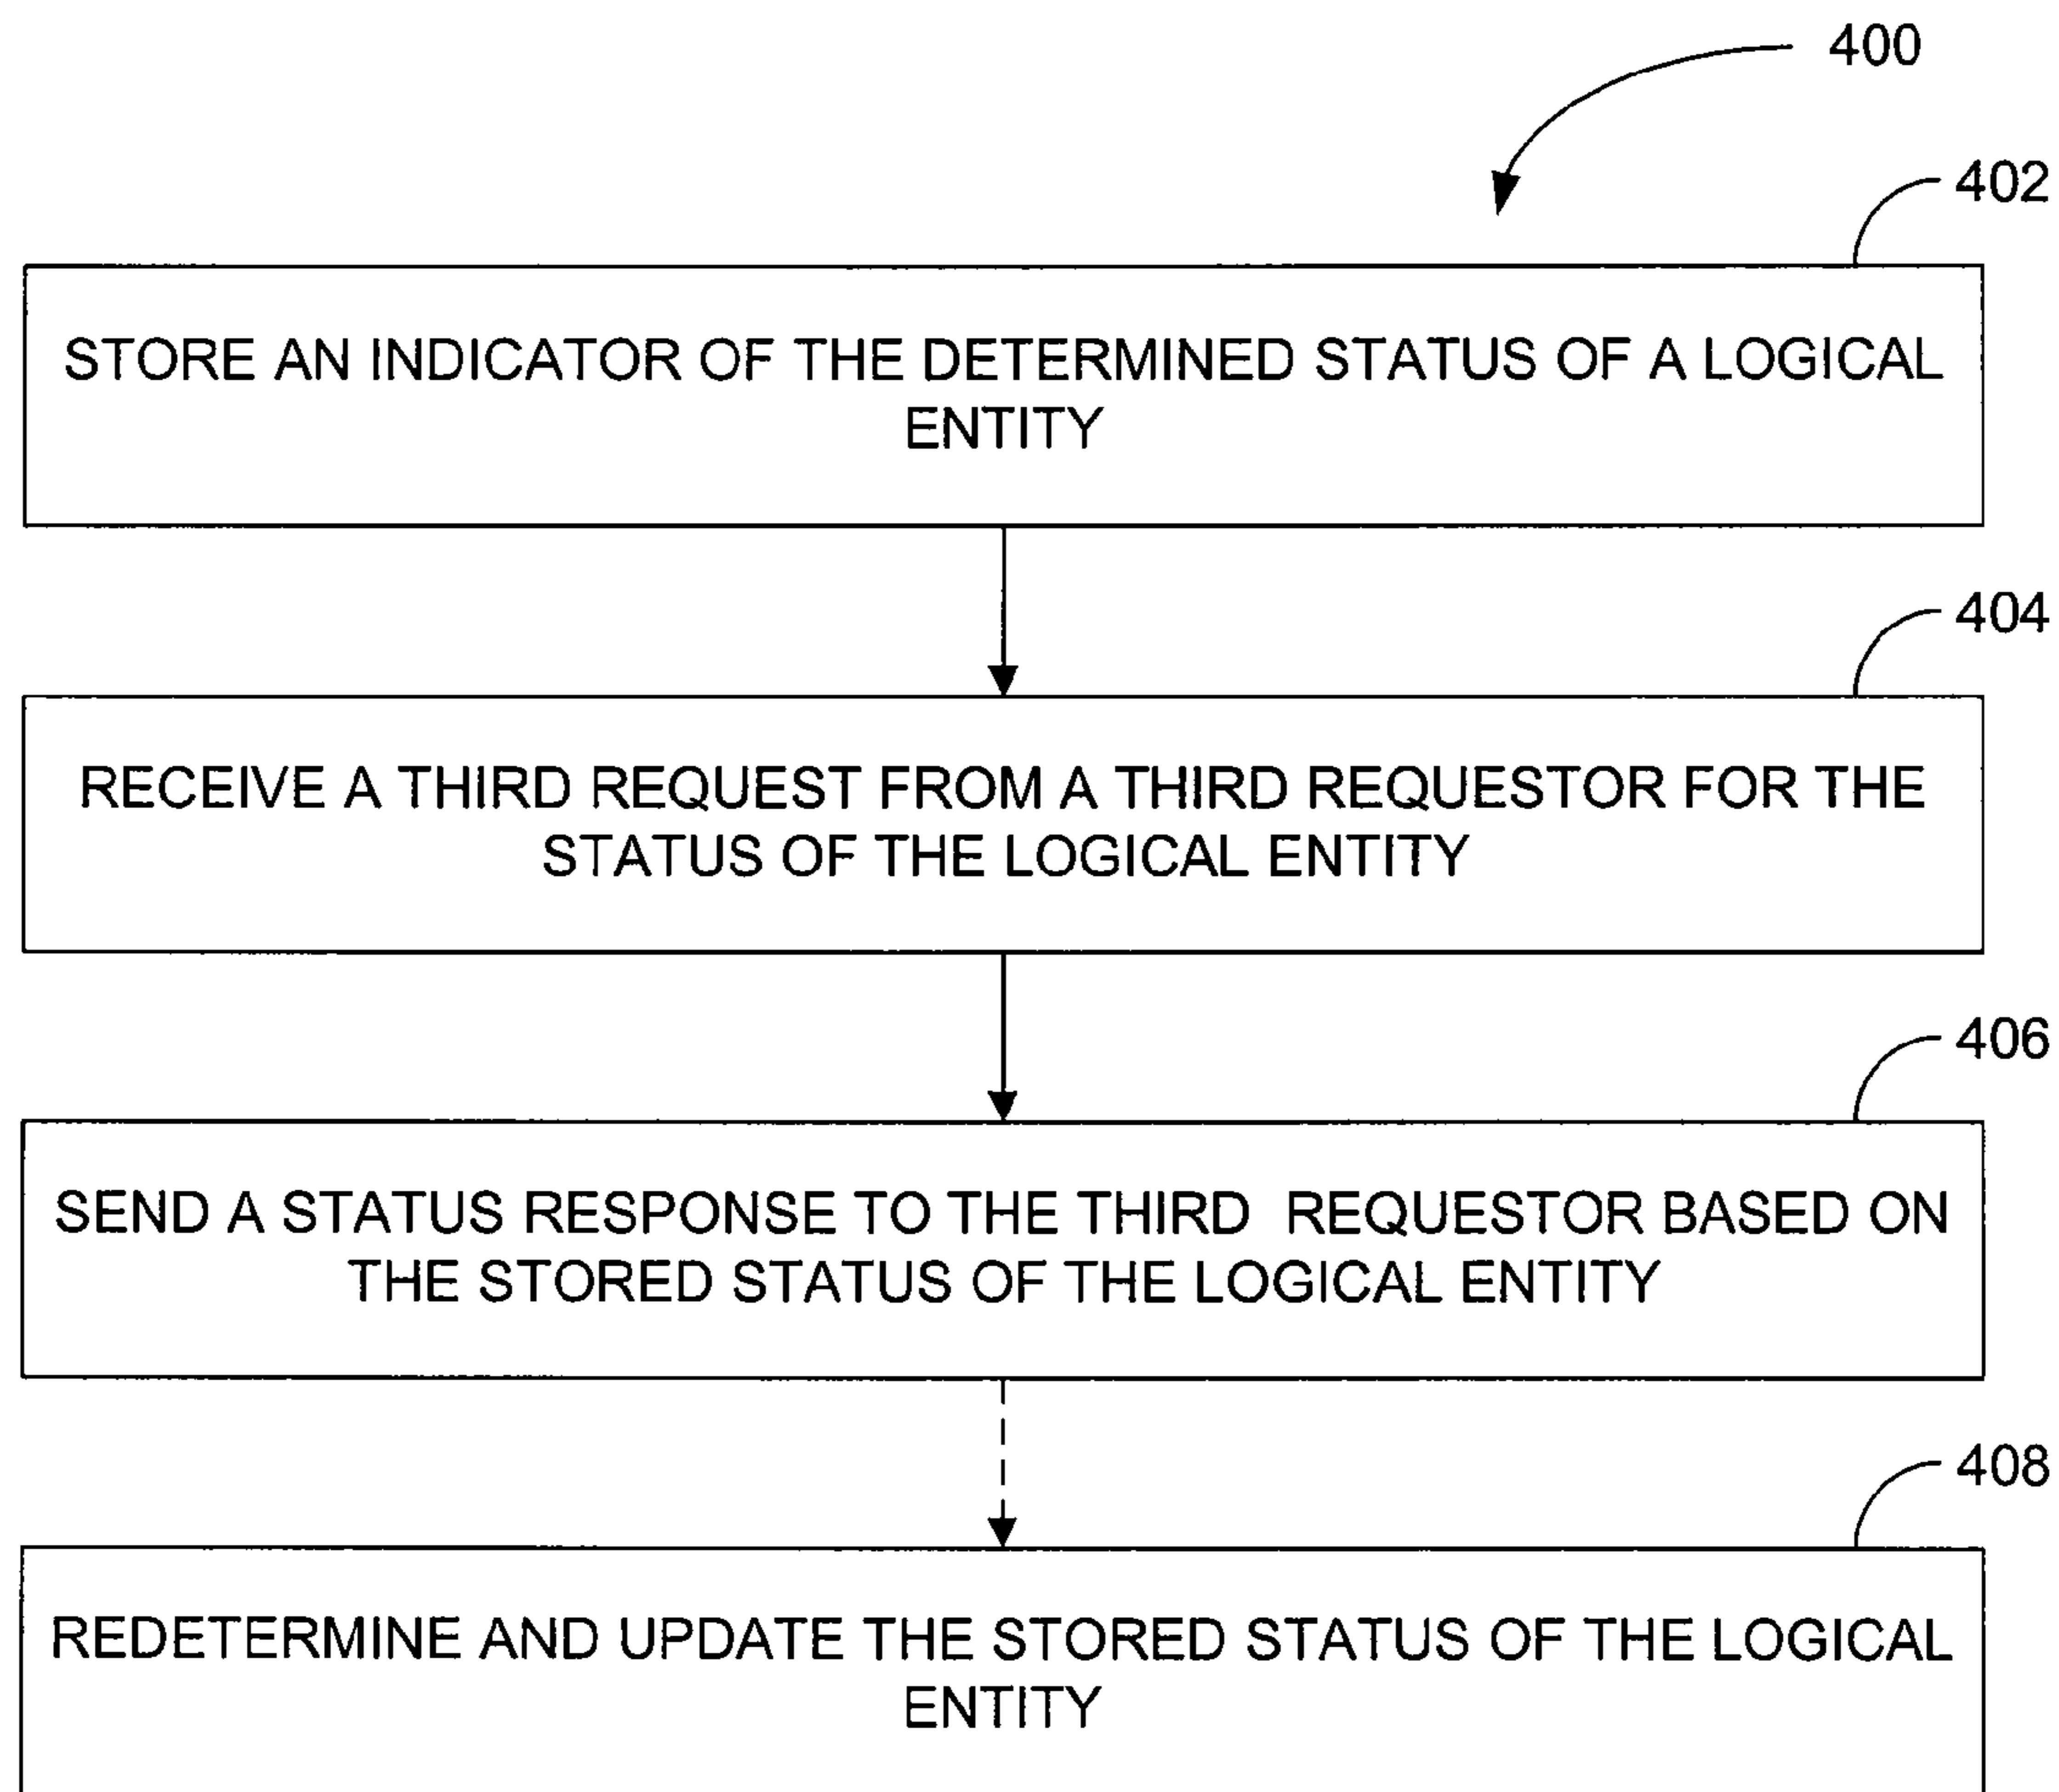 400
402
STORE AN INDICATOR OF THE DETERMINED STATUS OF A LOGICAL
ENTITY
404
RECEIVE A THIRD REQUEST FROM A THIRD REQUESTOR FOR THE
STATUS OF THE LOGICAL ENTITY
406
SEND A STATUS RESPONSE TO THE THIRD REQUESTOR BASED ON
THE STORED STATUS OF THE LOGICAL ENTITY
408
REDETERMINE AND UPDATE THE STORED STATUS OF THE LOGICAL
ENTITY